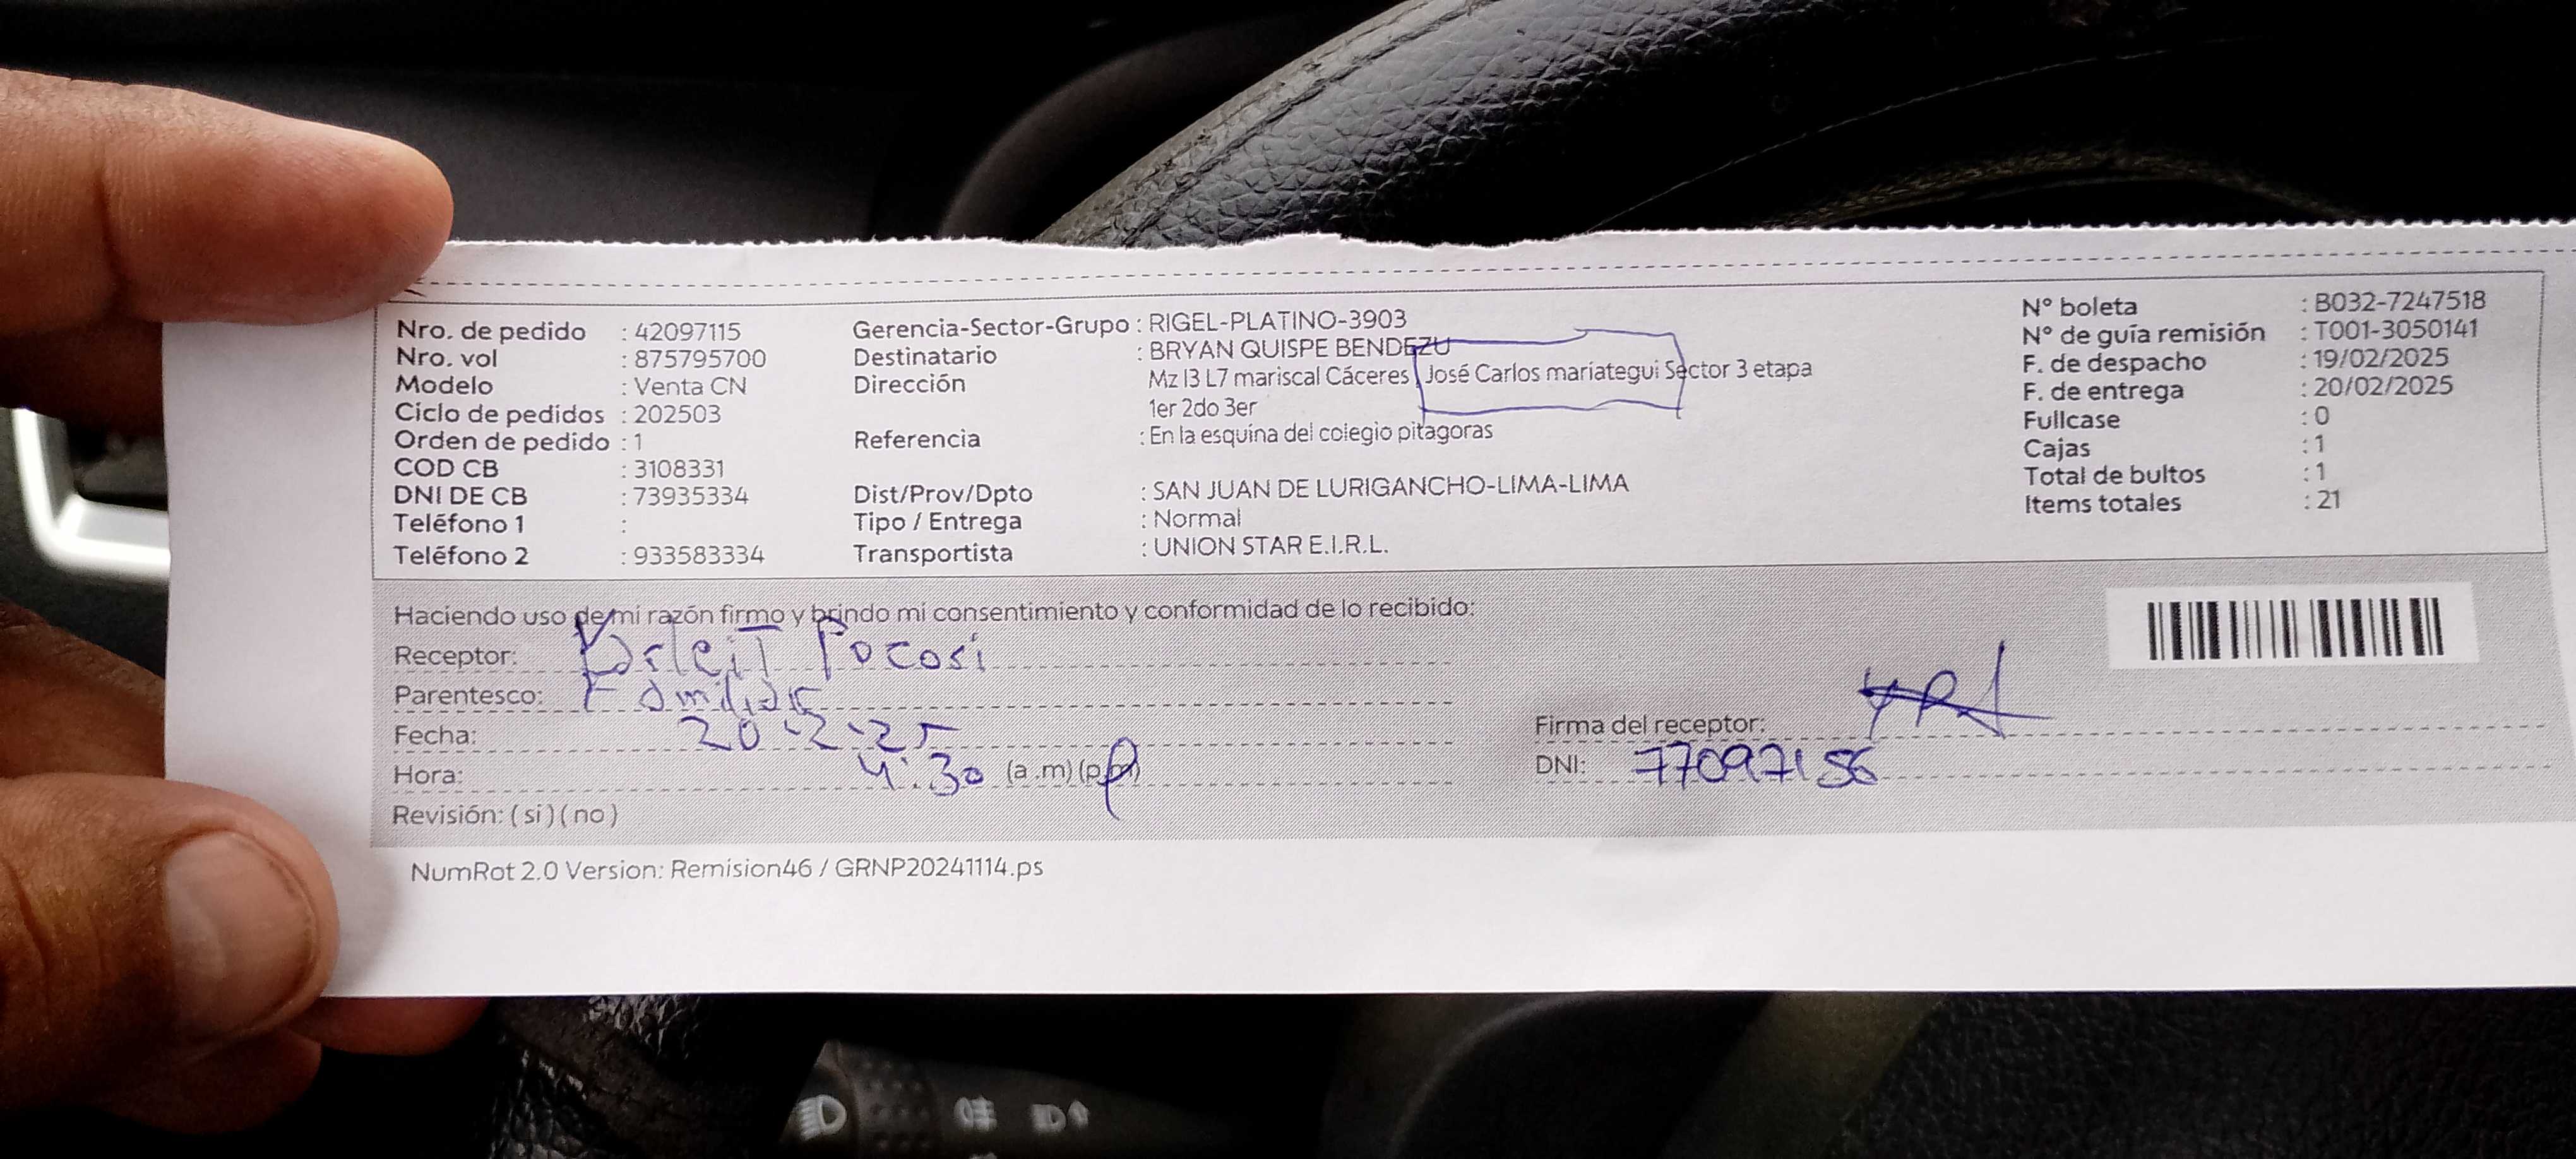 Nro. de pedido : 42097115
Nro. vol : 875795700
Modelo : Venta CN
Ciclo de pedidos : 202503
Orden de pedido : 1
COD CB : 3108331
DNI DE CB : 73935334
Teléfono 1 :
Teléfono 2 : 933583334
Gerencia-Sector-Grupo : RIGEL-PLATINO-3903
Destinatario : BRYAN QUISPE BENDEZU
Dirección Mz I3 L7 mariscal Cáceres, José Carlos mariategui Sector 3 etapa
1er 2do 3er
Referencia : En la esquina del colegio pitagoras
Dist/Prov/Dpto : SAN JUAN DE LURIGANCHO-LIMA-LIMA
Tipo / Entrega : Normal
Transportista : UNION STAR E.I.R.L.
N° boleta : B032-7247518
N° de guía remisión : T001-3050141
F. de despacho : 19/02/2025
F. de entrega : 20/02/2025
Fullcase : 0
Cajas : 1
Total de bultos : 1
Items totales : 21
Haciendo uso de mi razón firmo y brindo mi consentimiento y conformidad de lo recibido:
Receptor: Pocosi
Parentesco: Familiar
Fecha: 20-2-25
Hora: 4:30 (a.m) (p.m)
Revisión: ( si ) ( no )
Firma del receptor:
DNI: 77097156
NumRot 2.0 Version: Remision46 / GRNP20241114.ps